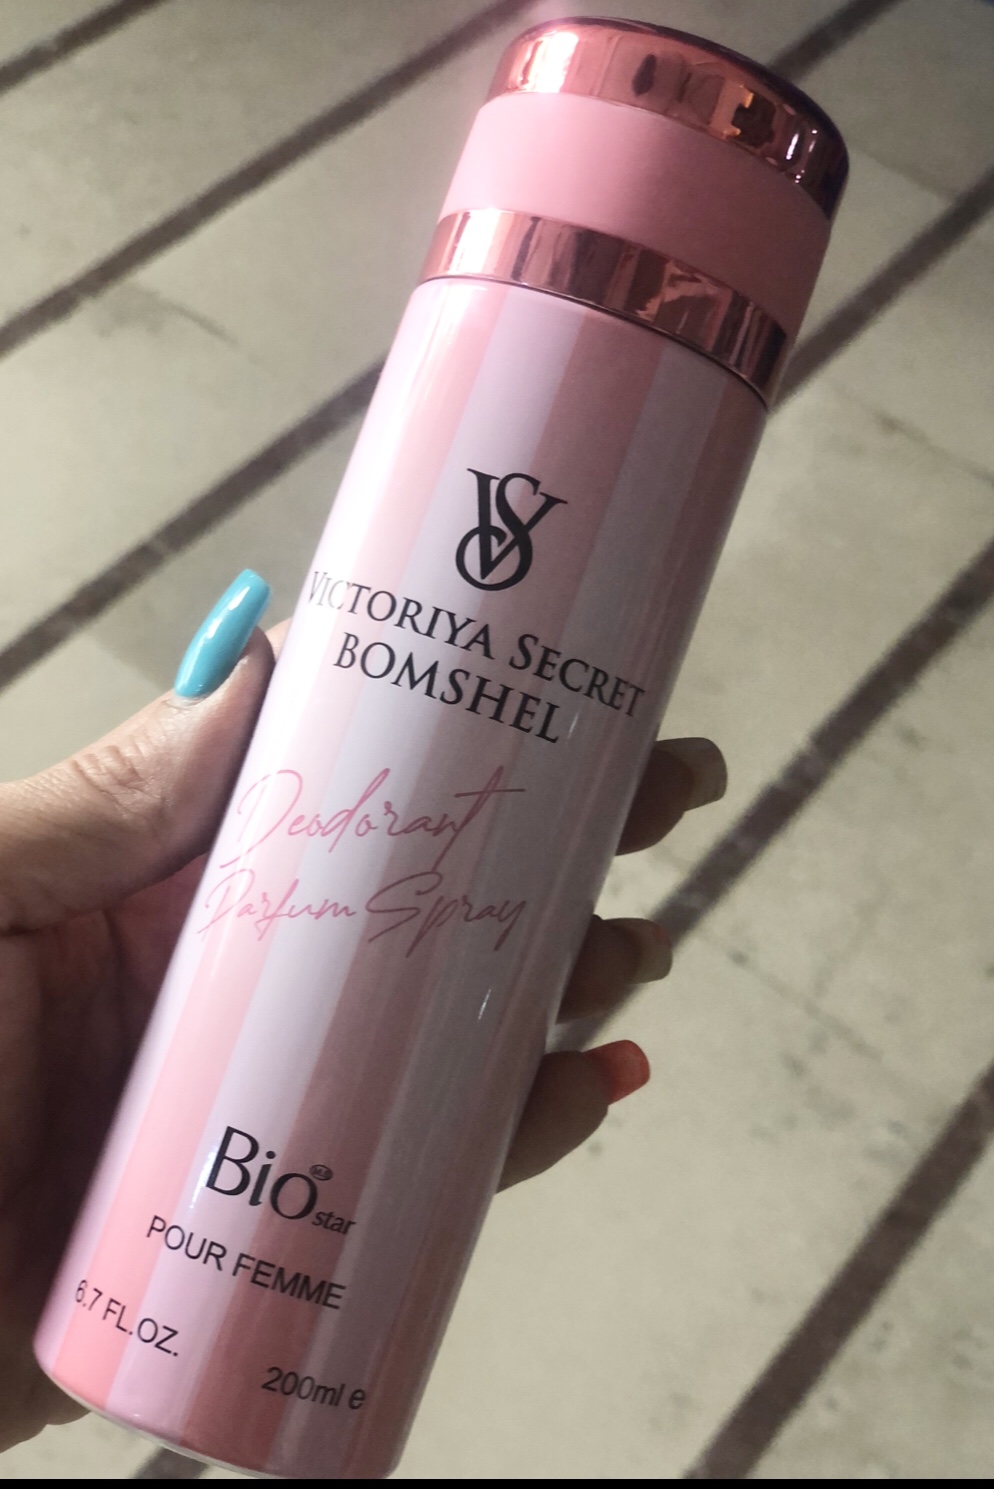 VS
VICTORIYA SECRET
BOMSHEL
Deodorant
Parfum Spray
Bio
star
POUR FEMME
6.7 FL.OZ.
200ml e